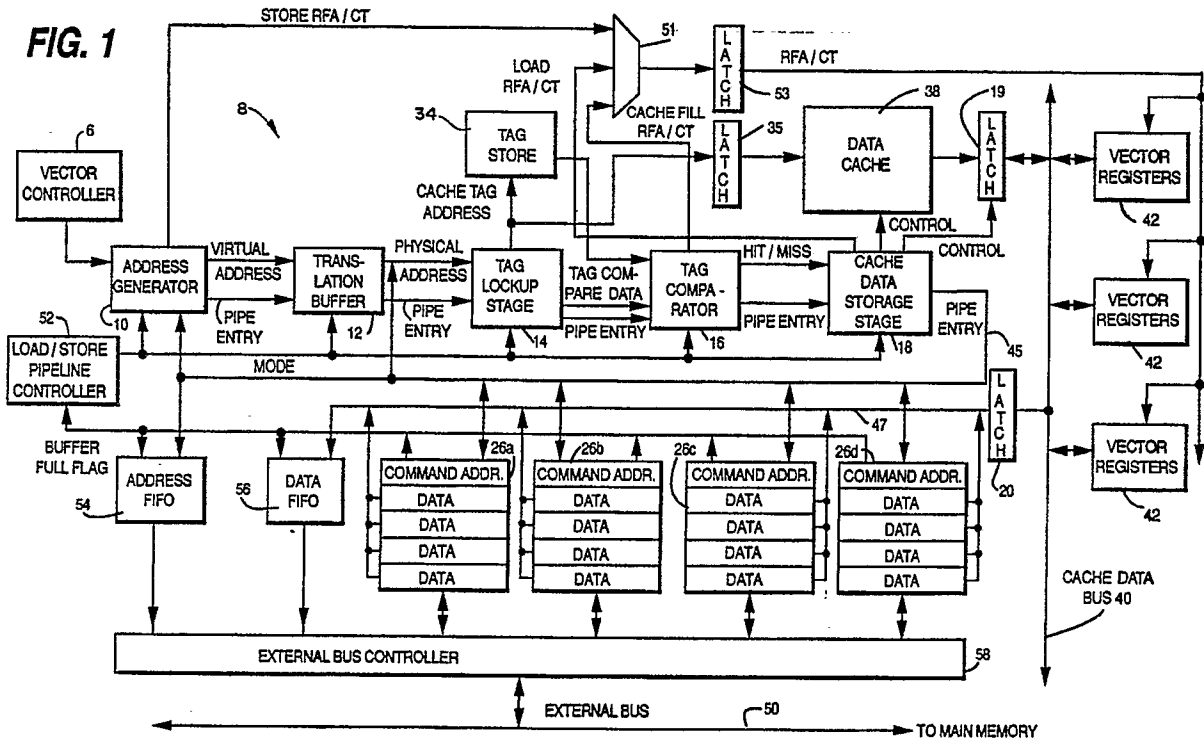 FIG. 1
STORE RFA / CT
51
LOAD
RFA / CT
LATCH
53
RFA / CT
8
34
TAG
STORE
CACHE FILL
RFA / CT
35
LATCH
38
DATA
CACHE
19
LATCH
6
VECTOR
CONTROLLER
CACHE TAG
ADDRESS
VECTOR
REGISTERS
42
CONTROL
CONTROL
ADDRESS
GENERATOR
10
VIRTUAL
ADDRESS
PIPE
ENTRY
TRANS-
LATION
BUFFER
12
PHYSICAL
ADDRESS
PIPE
ENTRY
TAG
LOCKUP
STAGE
14
TAG COM-
PARE DATA
PIPE ENTRY
TAG
COMPA-
RATOR
16
HIT / MISS
PIPE ENTRY
CACHE
DATA
STORAGE
STAGE
18
PIPE
ENTRY
45
VECTOR
REGISTERS
42
52
LOAD / STORE
PIPELINE
CONTROLLER
MODE
LATCH
20
47
BUFFER
FULL FLAG
ADDRESS
FIFO
54
DATA
FIFO
56
26a
COMMAND ADDR.
DATA
DATA
DATA
DATA
26b
COMMAND ADDR.
DATA
DATA
DATA
DATA
26c
COMMAND ADDR.
DATA
DATA
DATA
DATA
26d
COMMAND ADDR.
DATA
DATA
DATA
DATA
VECTOR
REGISTERS
42
CACHE DATA
BUS 40
EXTERNAL BUS CONTROLLER
58
EXTERNAL BUS
50
TO MAIN MEMORY